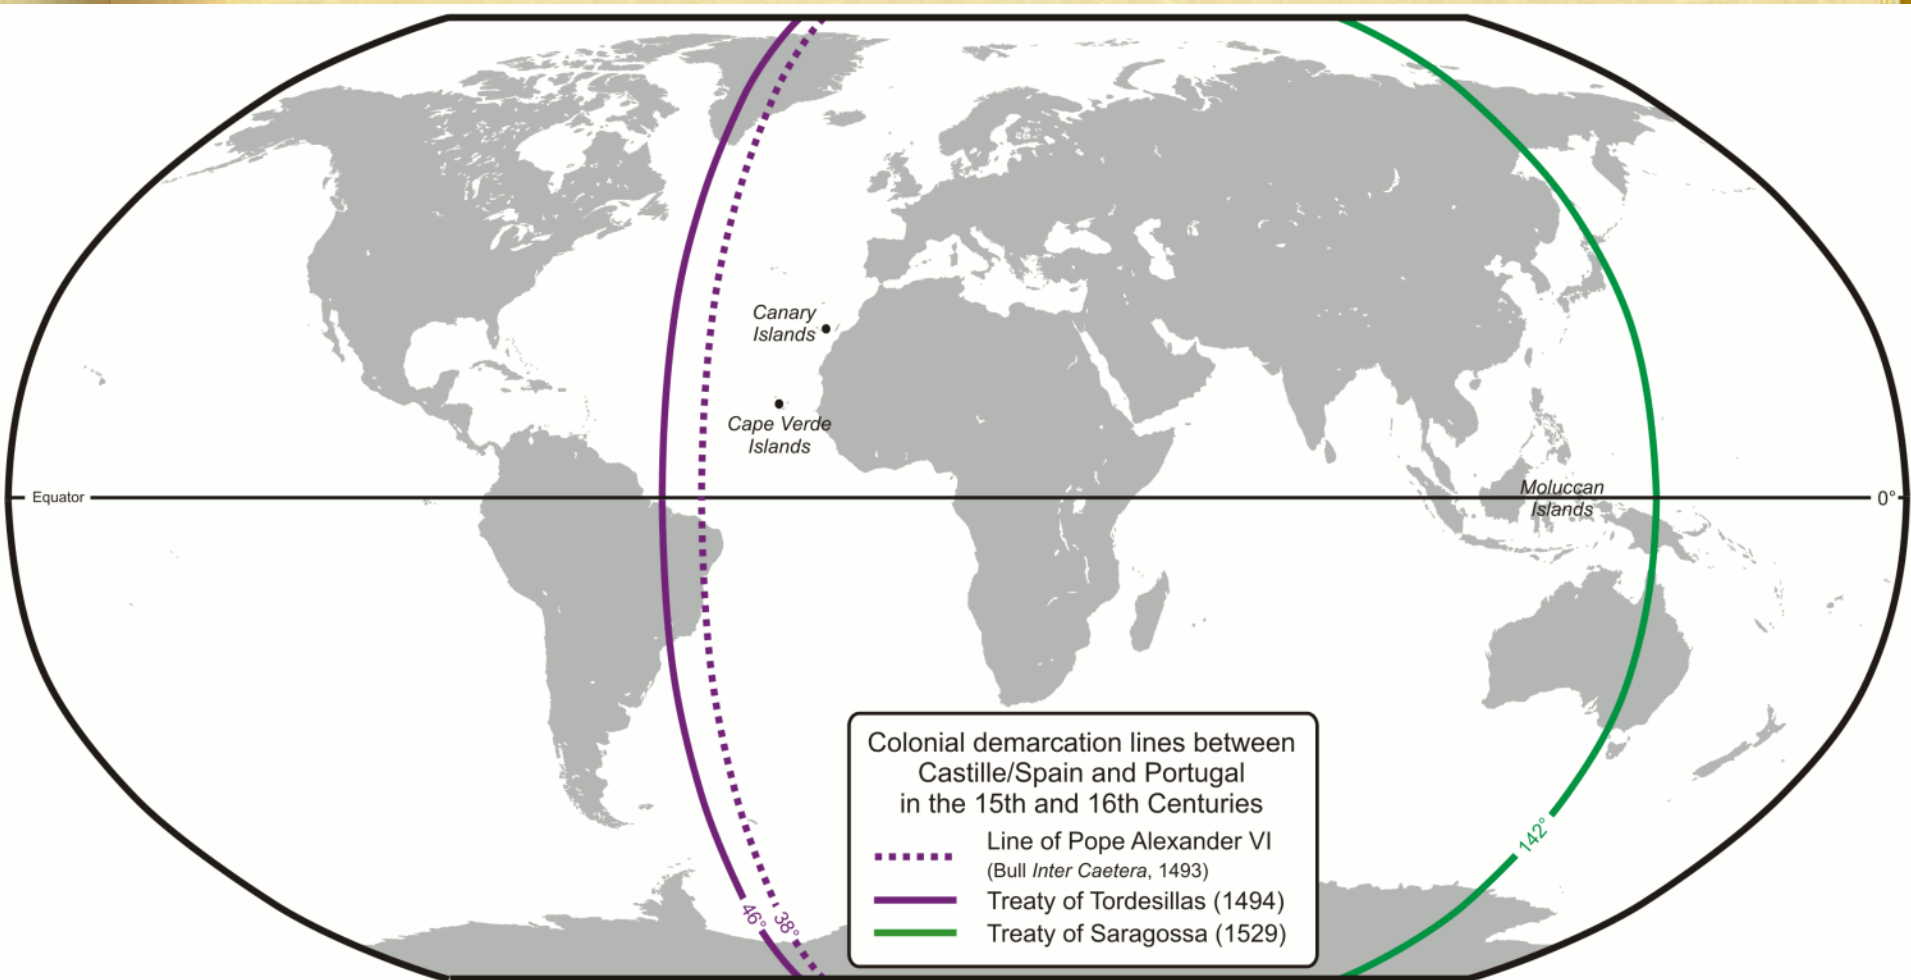 Canary
Islands
Cape Verde
Islands
Equator
Moluccan
Islands
0°
Colonial demarcation lines between
Castille/Spain and Portugal
in the 15th and 16th Centuries
Line of Pope Alexander VI
(Bull Inter Caetera, 1493)
Treaty of Tordesillas (1494)
Treaty of Saragossa (1529)
142°
46°
38°